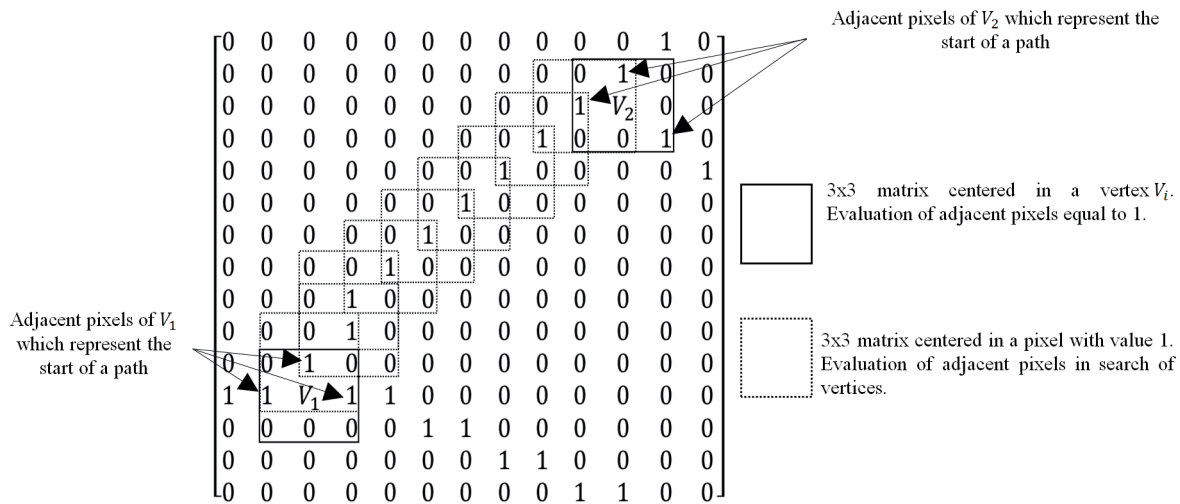 Adjacent pixels of V₂ which represent the
start of a path
0 0 0 0 0 0 0 0 0 0 0 1 0
0 0 0 0 0 0 0 0 0 0 1 0 0
0 0 0 0 0 0 0 0 0 1 V₂ 0 0
0 0 0 0 0 0 0 0 1 0 0 1 0
0 0 0 0 0 0 0 1 0 0 0 0 1
0 0 0 0 0 0 1 0 0 0 0 0 0
0 0 0 0 0 1 0 0 0 0 0 0 0
0 0 0 0 1 0 0 0 0 0 0 0 0
0 0 0 1 0 0 0 0 0 0 0 0 0
0 0 0 1 0 0 0 0 0 0 0 0 0
0 0 1 0 0 0 0 0 0 0 0 0 0
1 1 V₁ 1 1 0 0 0 0 0 0 0 0
0 0 0 0 0 1 1 0 0 0 0 0 0
0 0 0 0 0 0 0 1 1 0 0 0 0
0 0 0 0 0 0 0 0 0 1 1 0 0
Adjacent pixels of V₁
which represent the
start of a path
3x3 matrix centered in a vertex Vᵢ.
Evaluation of adjacent pixels equal to 1.
3x3 matrix centered in a pixel with value 1.
Evaluation of adjacent pixels in search of
vertices.